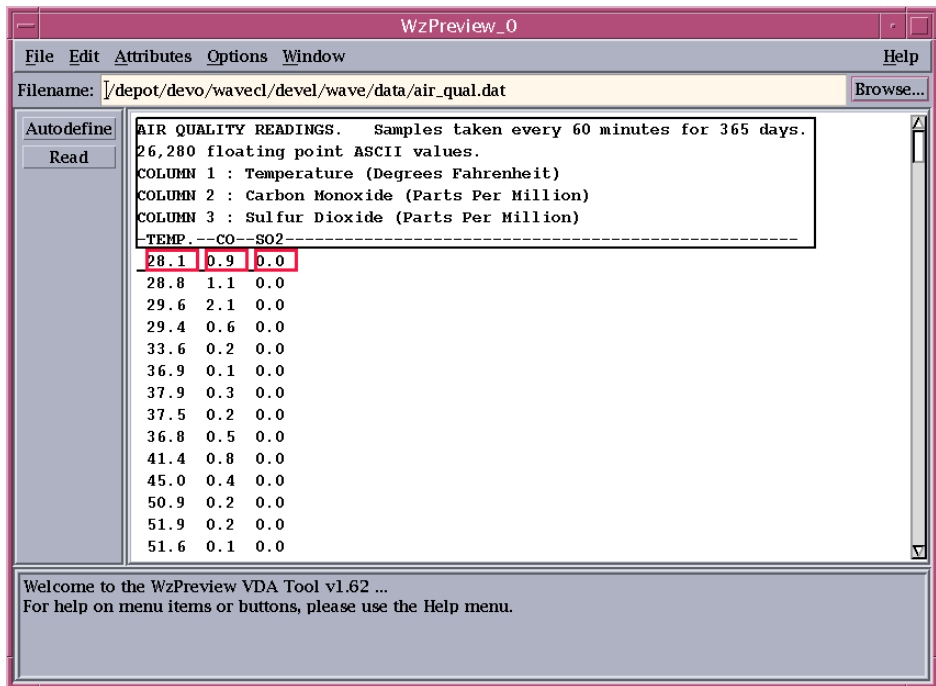 WzPreview_0
File Edit Attributes Options Window Help
Filename: /depot/devo/wavecl/devel/wave/data/air_qual.dat Browse...
Autodefine
Read
AIR QUALITY READINGS. Samples taken every 60 minutes for 365 days.
26,280 floating point ASCII values.
COLUMN 1 : Temperature (Degrees Fahrenheit)
COLUMN 2 : Carbon Monoxide (Parts Per Million)
COLUMN 3 : Sulfur Dioxide (Parts Per Million)
-TEMP.--CO--SO2--------------------------------------------------
28.1 0.9 0.0
28.8 1.1 0.0
29.6 2.1 0.0
29.4 0.6 0.0
33.6 0.2 0.0
36.9 0.1 0.0
37.9 0.3 0.0
37.5 0.2 0.0
36.8 0.5 0.0
41.4 0.8 0.0
45.0 0.4 0.0
50.9 0.2 0.0
51.9 0.2 0.0
51.6 0.1 0.0
Welcome to the WzPreview VDA Tool v1.62 ...
For help on menu items or buttons, please use the Help menu.